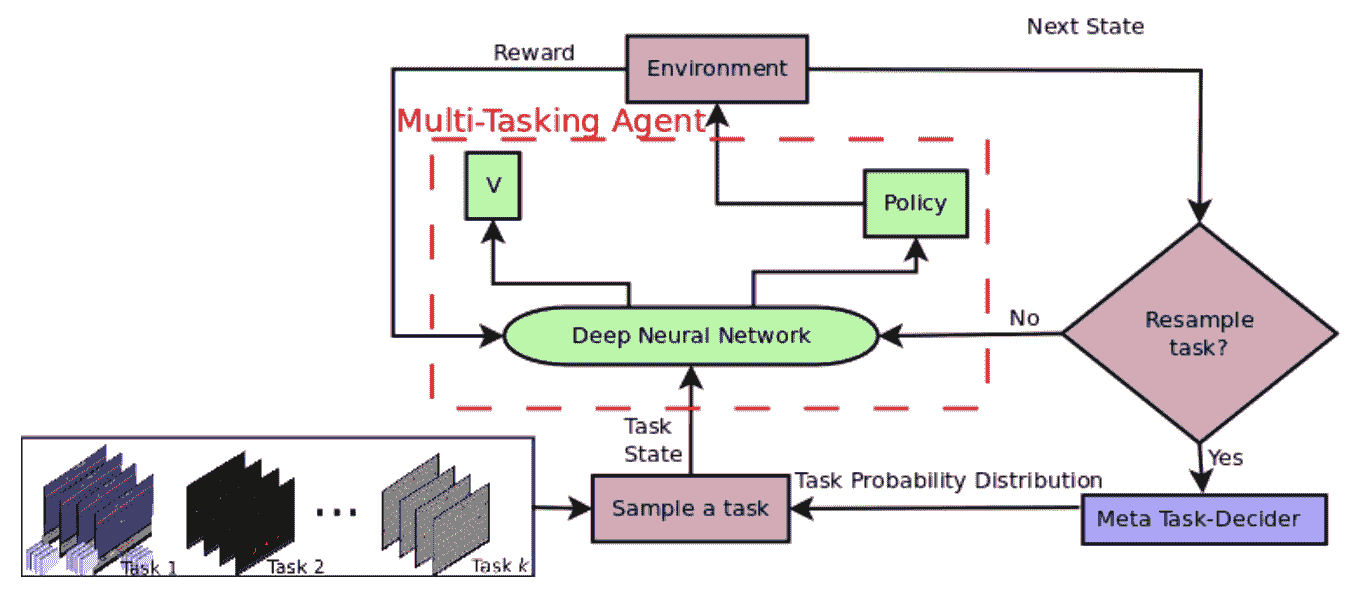 Next State
Reward
Environment
Multi-Tasking Agent
V
Policy
No
Resample
task?
Deep Neural Network
Task
State
Yes
Task Probability Distribution
Sample a task
Meta Task-Decider
...
Task 1
Task 2
Task k